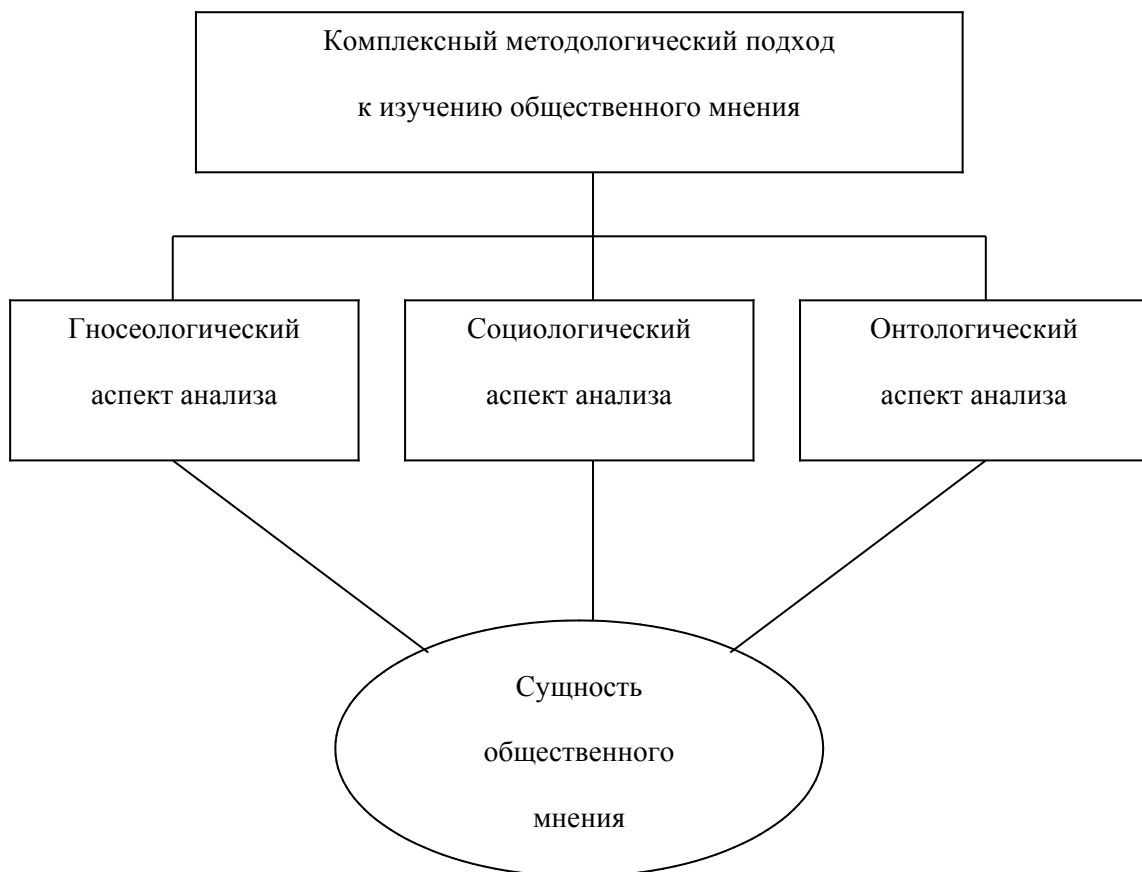 Комплексный методологический подход
к изучению общественного мнения
Гносеологический
аспект анализа
Социологический
аспект анализа
Онтологический
аспект анализа
Сущность
общественного
мнения